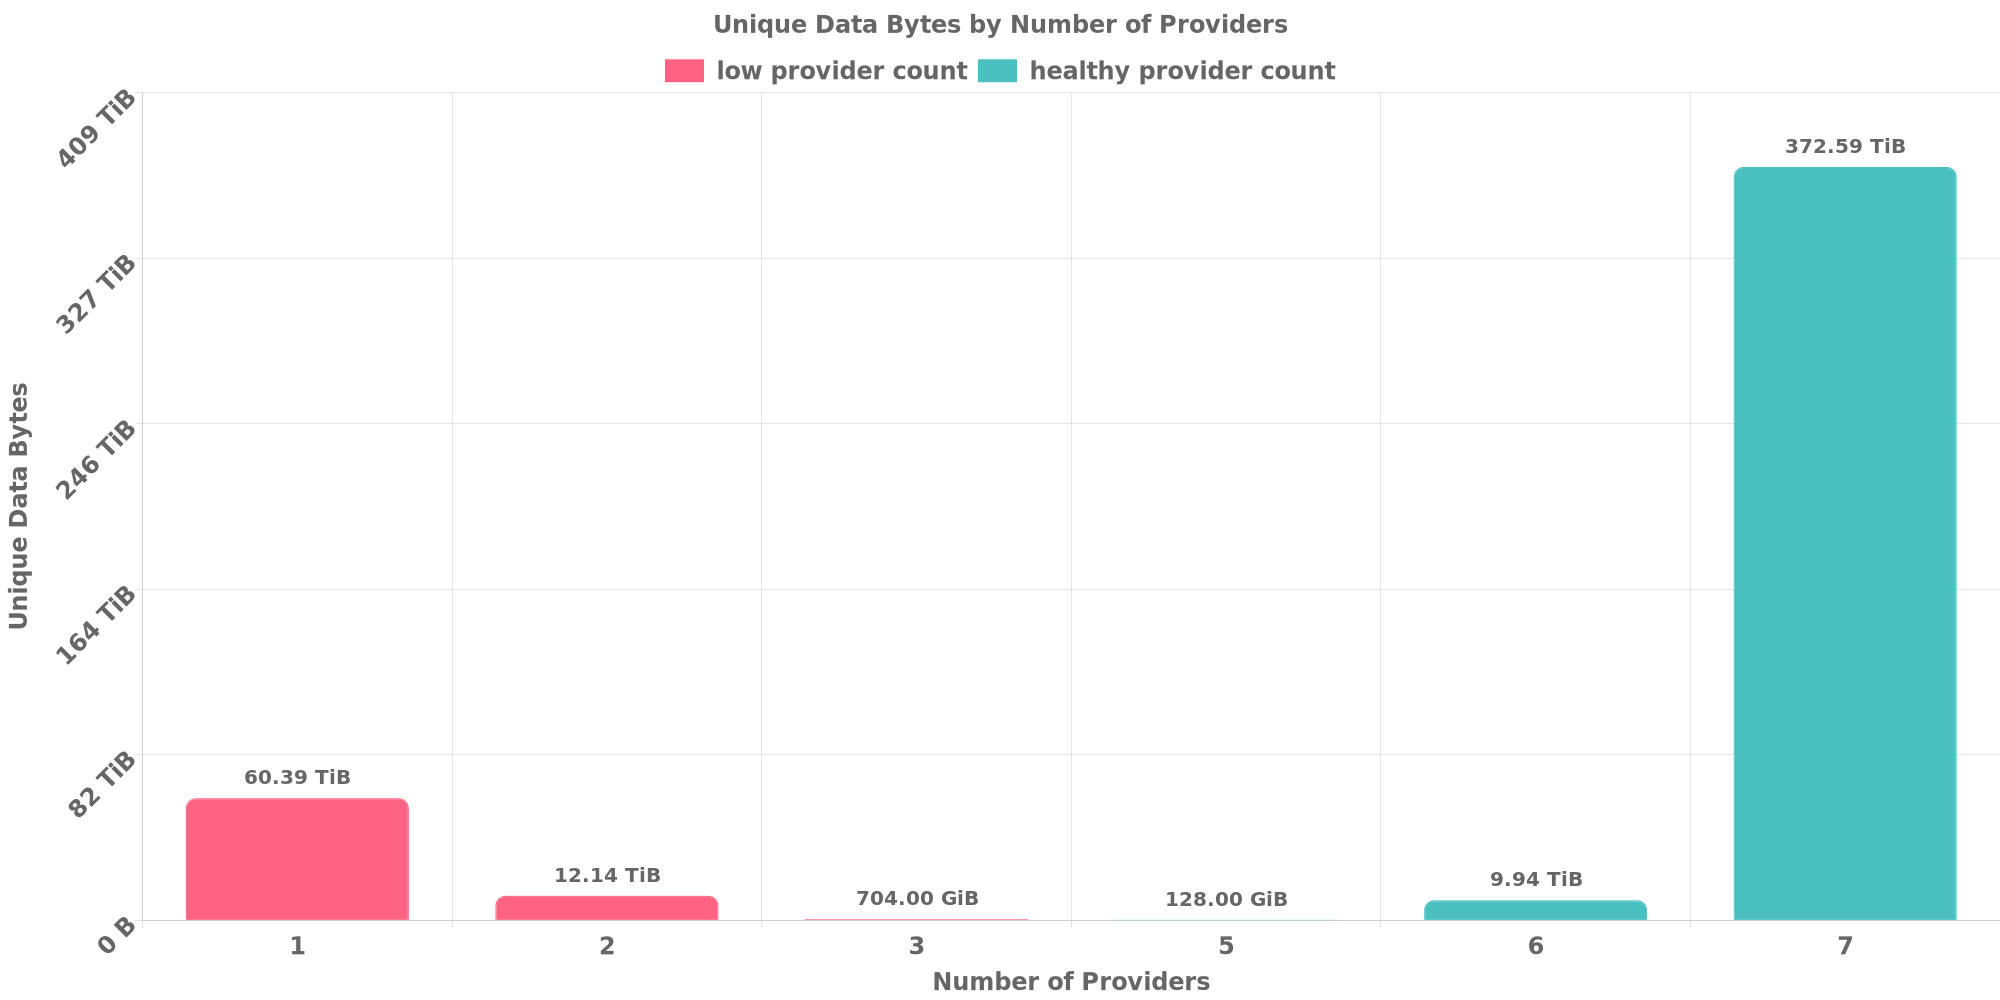 Unique Data Bytes by Number of Providers
low provider count
healthy provider count
409 TiB
327 TiB
246 TiB
164 TiB
82 TiB
0 B
Unique Data Bytes
60.39 TiB
12.14 TiB
704.00 GiB
128.00 GiB
9.94 TiB
372.59 TiB
1
2
3
5
6
7
Number of Providers